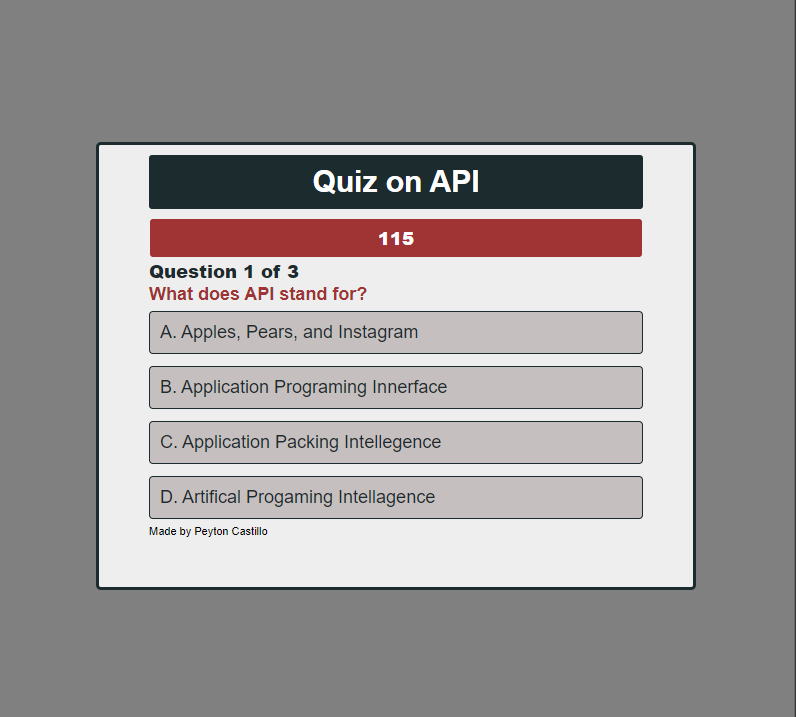 Quiz on API
115
Question 1 of 3
What does API stand for?
A. Apples, Pears, and Instagram
B. Application Programing Innerface
C. Application Packing Intellegence
D. Artifical Progaming Intellagence
Made by Peyton Castillo